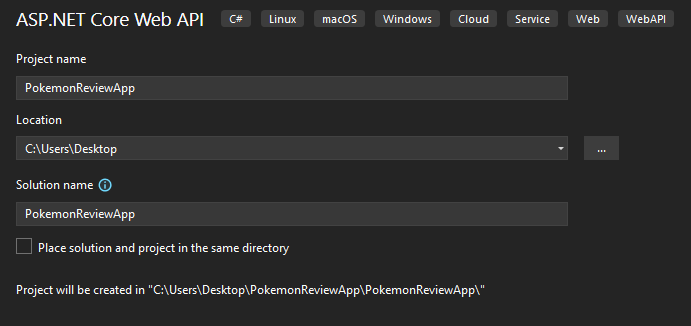 ASP.NET Core Web API C# Linux macOS Windows Cloud Service Web WebAPI
Project name
PokemonReviewApp
Location
C:\Users\Desktop ...
Solution name
PokemonReviewApp
Place solution and project in the same directory
Project will be created in "C:\Users\Desktop\PokemonReviewApp\PokemonReviewApp\"